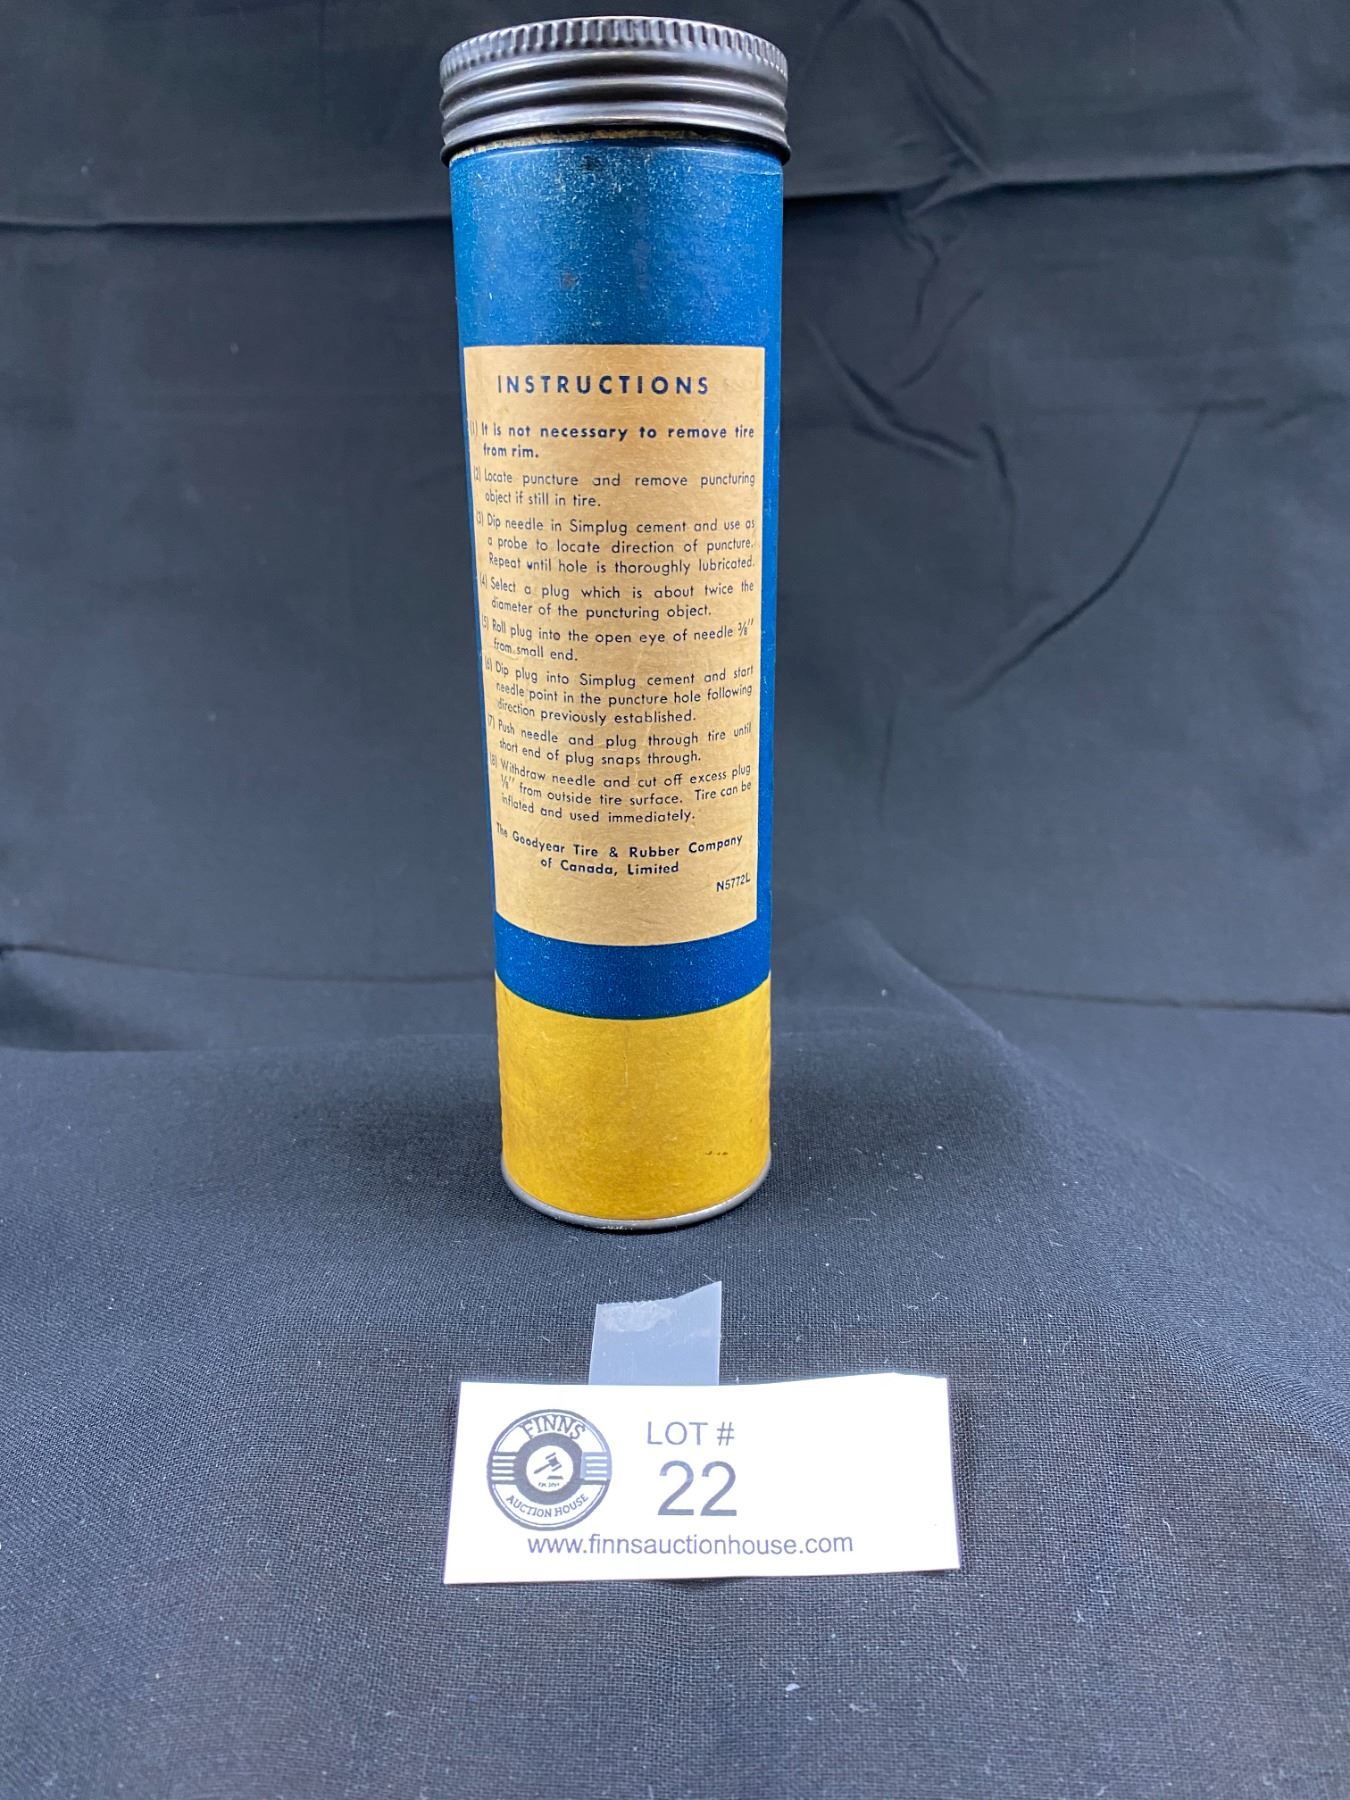 INSTRUCTIONS
(1) It is not necessary to remove tire
from rim.
(2) Locate puncture and remove puncturing
object if still in tire.
(3) Dip needle in Simplug cement and use as
a probe to locate direction of puncture.
Repeat until hole is thoroughly lubricated.
(4) Select a plug which is about twice the
diameter of the puncturing object.
(5) Roll plug into the open eye of needle ⅜"
from small end.
(6) Dip plug into Simplug cement and start
needle point in the puncture hole following
direction previously established.
(7) Push needle and plug through tire until
short end of plug snaps through.
(8) Withdraw needle and cut off excess plug
⅛" from outside tire surface. Tire can be
inflated and used immediately.
The Goodyear Tire & Rubber Company
of Canada, Limited
N5772L
FINNS
AUCTION HOUSE
LOT #
22
www.finnsauctionhouse.com